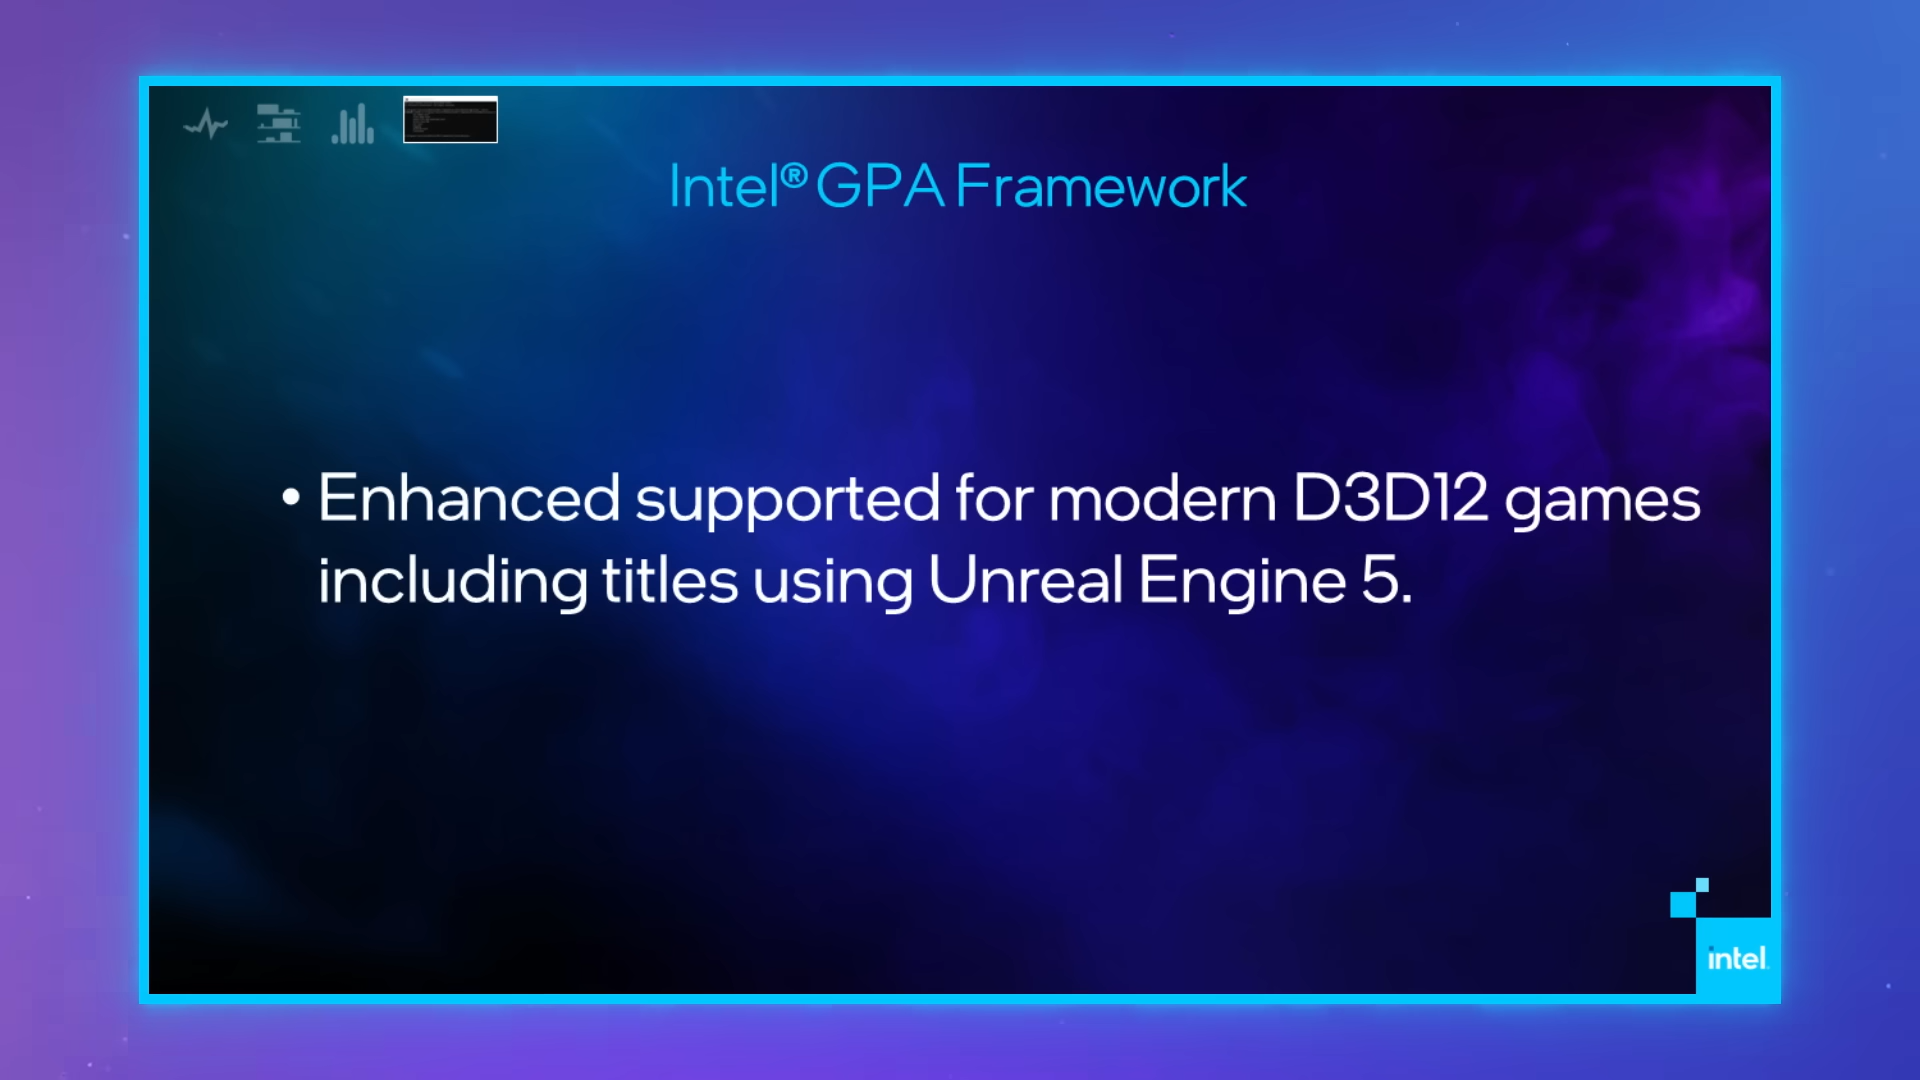 Intel® GPA Framework
• Enhanced supported for modern D3D12 games
including titles using Unreal Engine 5.
intel.